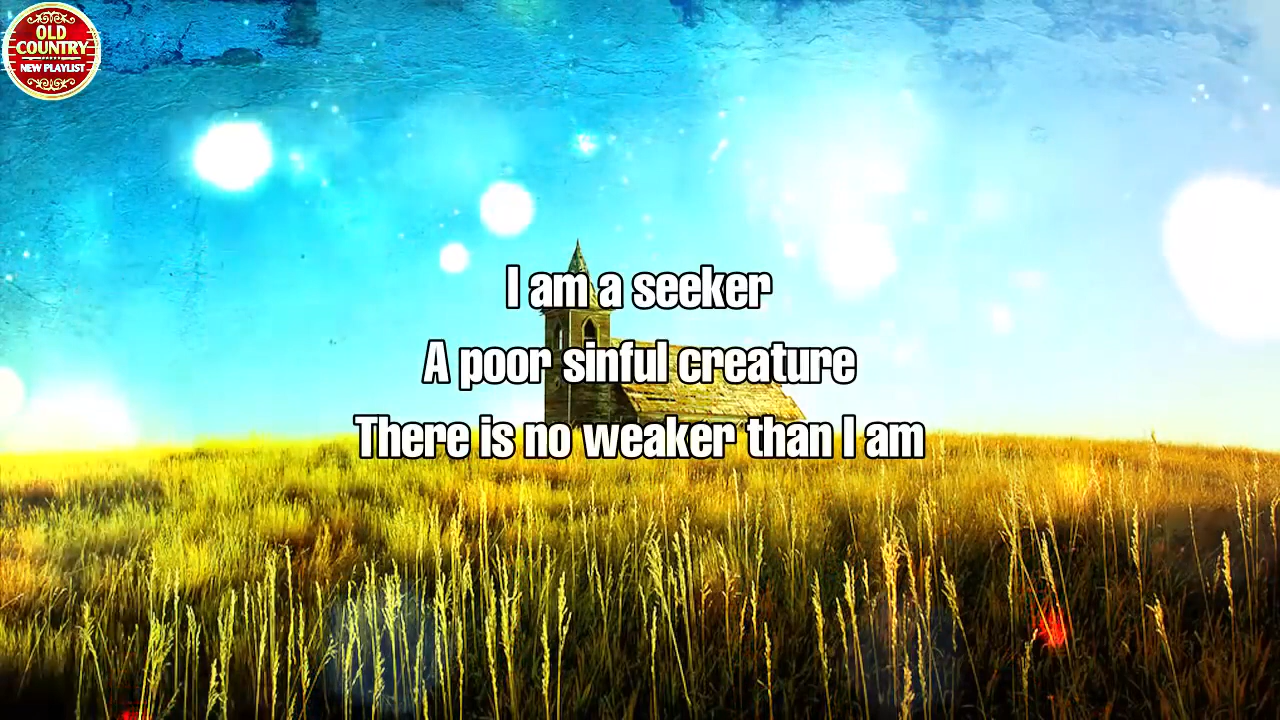 OLD
COUNTRY
NEW PLAYLIST
I am a seeker
A poor sinful creature
There is no weaker than I am